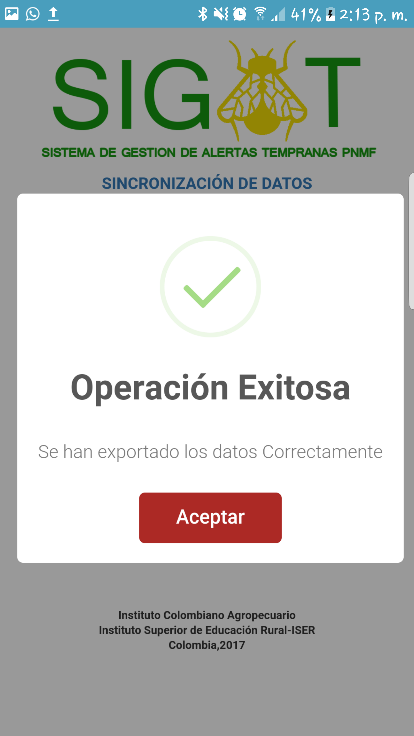 41% 2:13 p. m.
SIGAT
SISTEMA DE GESTION DE ALERTAS TEMPRANAS PNMF
SINCRONIZACIÓN DE DATOS
Operación Exitosa
Se han exportado los datos Correctamente
Aceptar
Instituto Colombiano Agropecuario
Instituto Superior de Educación Rural-ISER
Colombia,2017